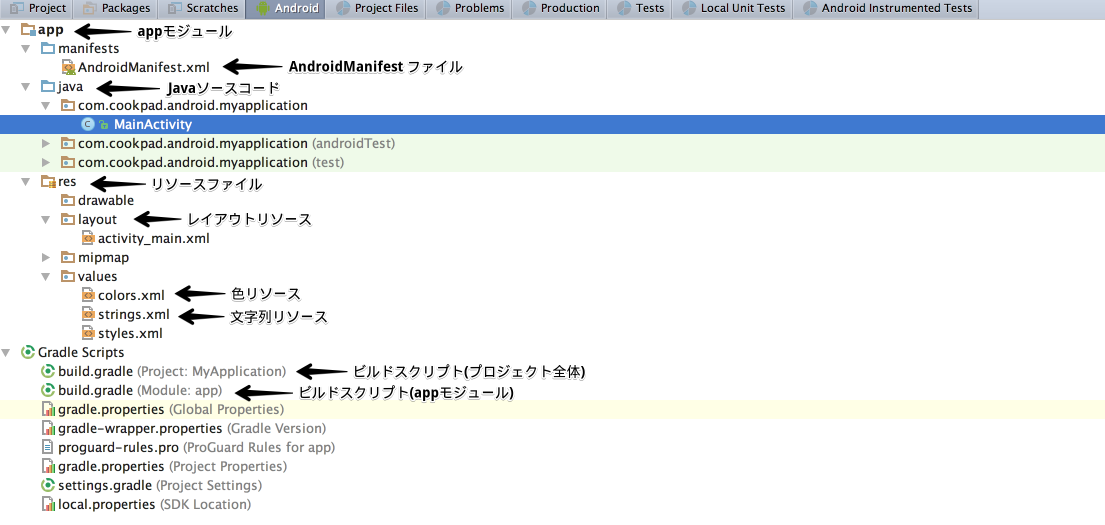 Project Packages Scratches Android Project Files Problems Production Tests Local Unit Tests Android Instrumented Tests
app appモジュール
manifests
AndroidManifest.xml AndroidManifest ファイル
java Javaソースコード
com.cookpad.android.myapplication
MainActivity
com.cookpad.android.myapplication (androidTest)
com.cookpad.android.myapplication (test)
res リソースファイル
drawable
layout レイアウトリソース
activity_main.xml
mipmap
values
colors.xml 色リソース
strings.xml 文字列リソース
styles.xml
Gradle Scripts
build.gradle (Project: MyApplication) ビルドスクリプト(プロジェクト全体)
build.gradle (Module: app) ビルドスクリプト(appモジュール)
gradle.properties (Global Properties)
gradle-wrapper.properties (Gradle Version)
proguard-rules.pro (ProGuard Rules for app)
gradle.properties (Project Properties)
settings.gradle (Project Settings)
local.properties (SDK Location)